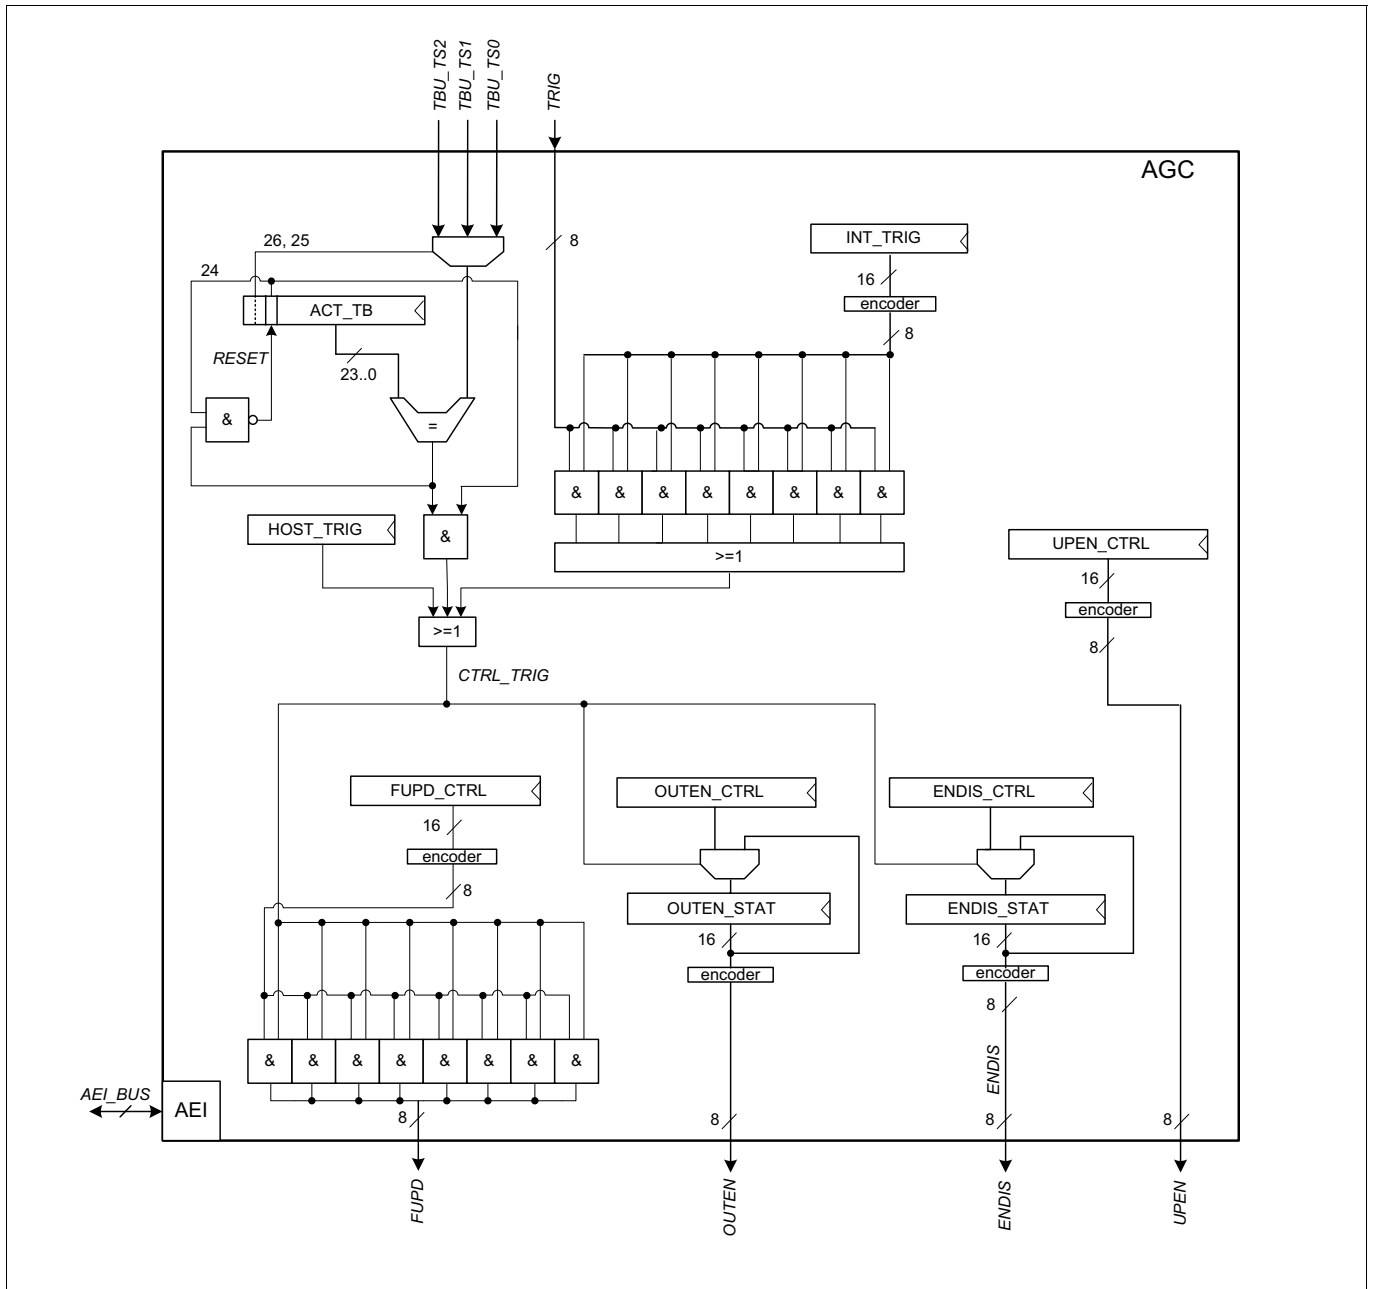 TBU_TS2
TBU_TS1
TBU_TS0
TRIG
AGC
26, 25
8
INT_TRIG
24
16
ACT_TB
encoder
RESET
8
23..0
&
=
& & & & & & & &
HOST_TRIG
&
>=1
UPEN_CTRL
16
encoder
>=1
8
CTRL_TRIG
FUPD_CTRL
OUTEN_CTRL
ENDIS_CTRL
16
encoder
8
OUTEN_STAT
ENDIS_STAT
16
16
encoder
encoder
8
& & & & & & & &
ENDIS
AEI_BUS
AEI
8
8
8
8
FUPD
OUTEN
ENDIS
UPEN